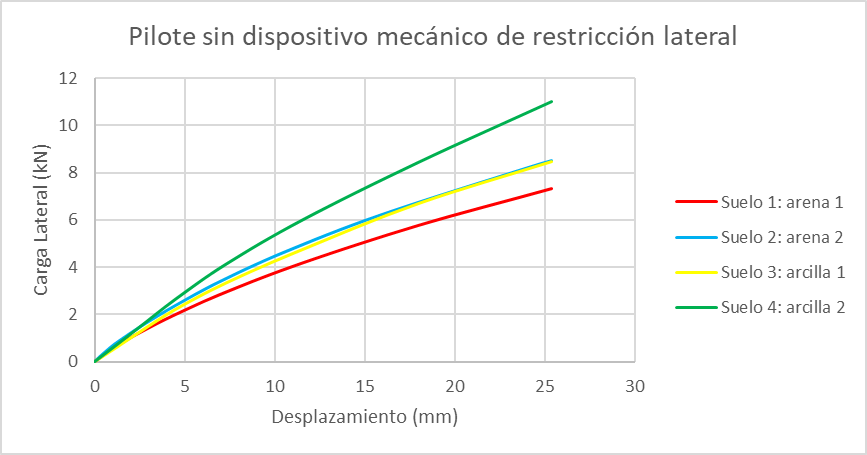 Pilote sin dispositivo mecánico de restricción lateral
12
10
8
6
4
2
0
Carga Lateral (kN)
0 5 10 15 20 25 30
Desplazamiento (mm)
Suelo 1: arena 1
Suelo 2: arena 2
Suelo 3: arcilla 1
Suelo 4: arcilla 2